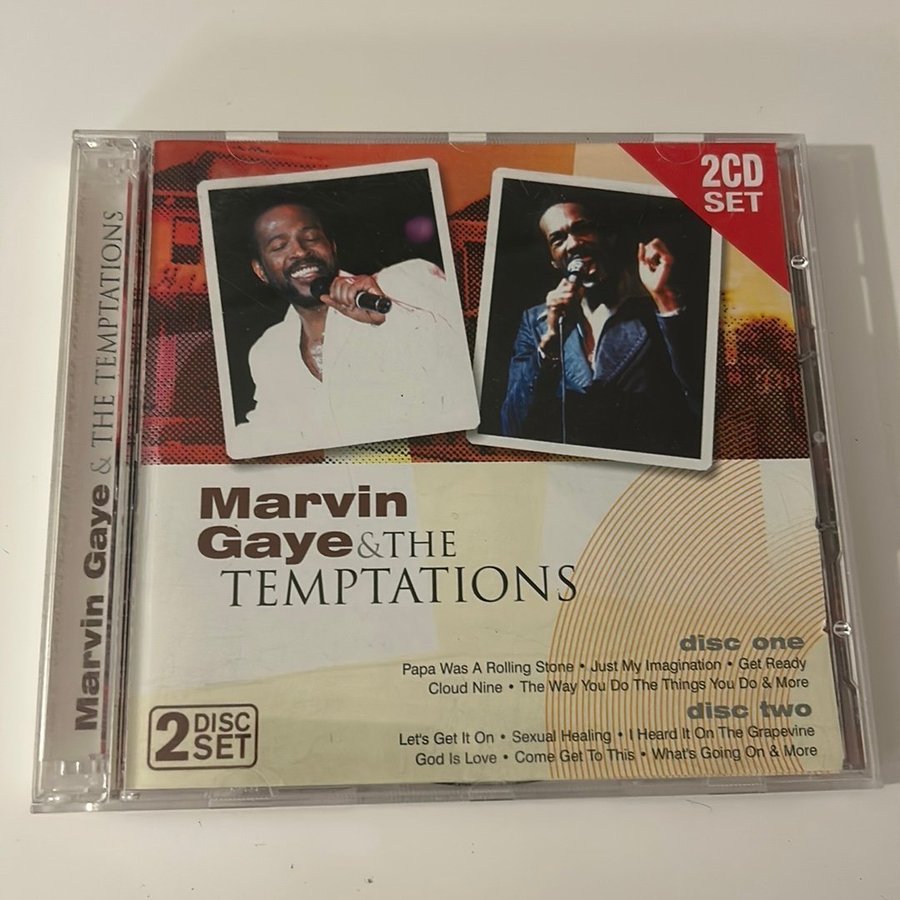 Marvin Gaye & THE TEMPTATIONS
2CD
SET
Marvin
Gaye & THE
TEMPTATIONS
disc one
Papa Was A Rolling Stone • Just My Imagination • Get Ready
Cloud Nine • The Way You Do The Things You Do & More
disc two
Let's Get It On • Sexual Healing • I Heard It On The Grapevine
God Is Love • Come Get To This • What's Going On & More
2 DISC
SET